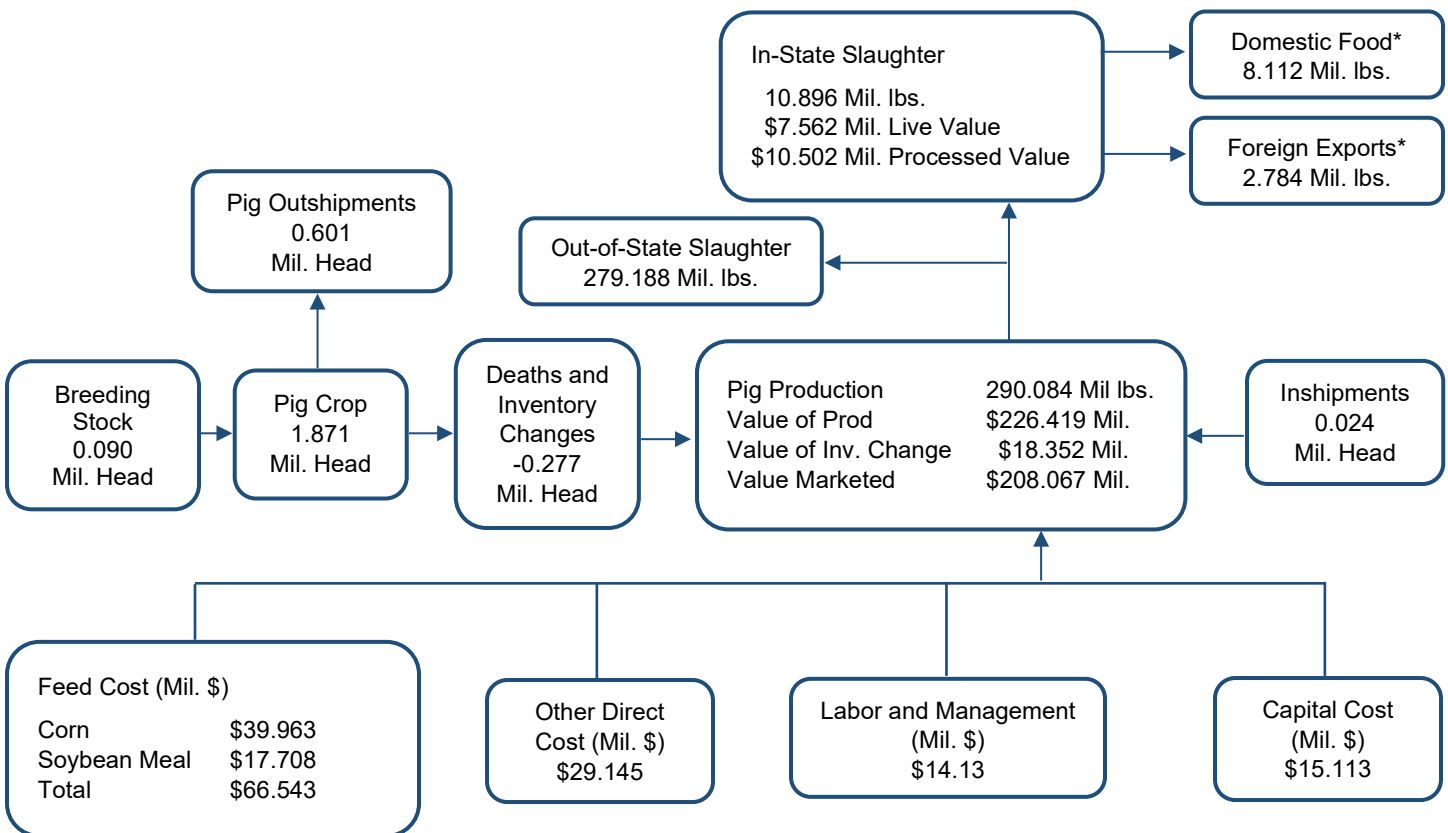 In-State Slaughter
10.896 Mil. lbs.
$7.562 Mil. Live Value
$10.502 Mil. Processed Value
Domestic Food*
8.112 Mil. lbs.
Foreign Exports*
2.784 Mil. lbs.
Pig Outshipments
0.601
Mil. Head
Out-of-State Slaughter
279.188 Mil. lbs.
Breeding
Stock
0.090
Mil. Head
Pig Crop
1.871
Mil. Head
Deaths and
Inventory
Changes
-0.277
Mil. Head
Pig Production 290.084 Mil lbs.
Value of Prod $226.419 Mil.
Value of Inv. Change $18.352 Mil.
Value Marketed $208.067 Mil.
Inshipments
0.024
Mil. Head
Feed Cost (Mil. $)
Corn $39.963
Soybean Meal $17.708
Total $66.543
Other Direct
Cost (Mil. $)
$29.145
Labor and Management
(Mil. $)
$14.13
Capital Cost
(Mil. $)
$15.113